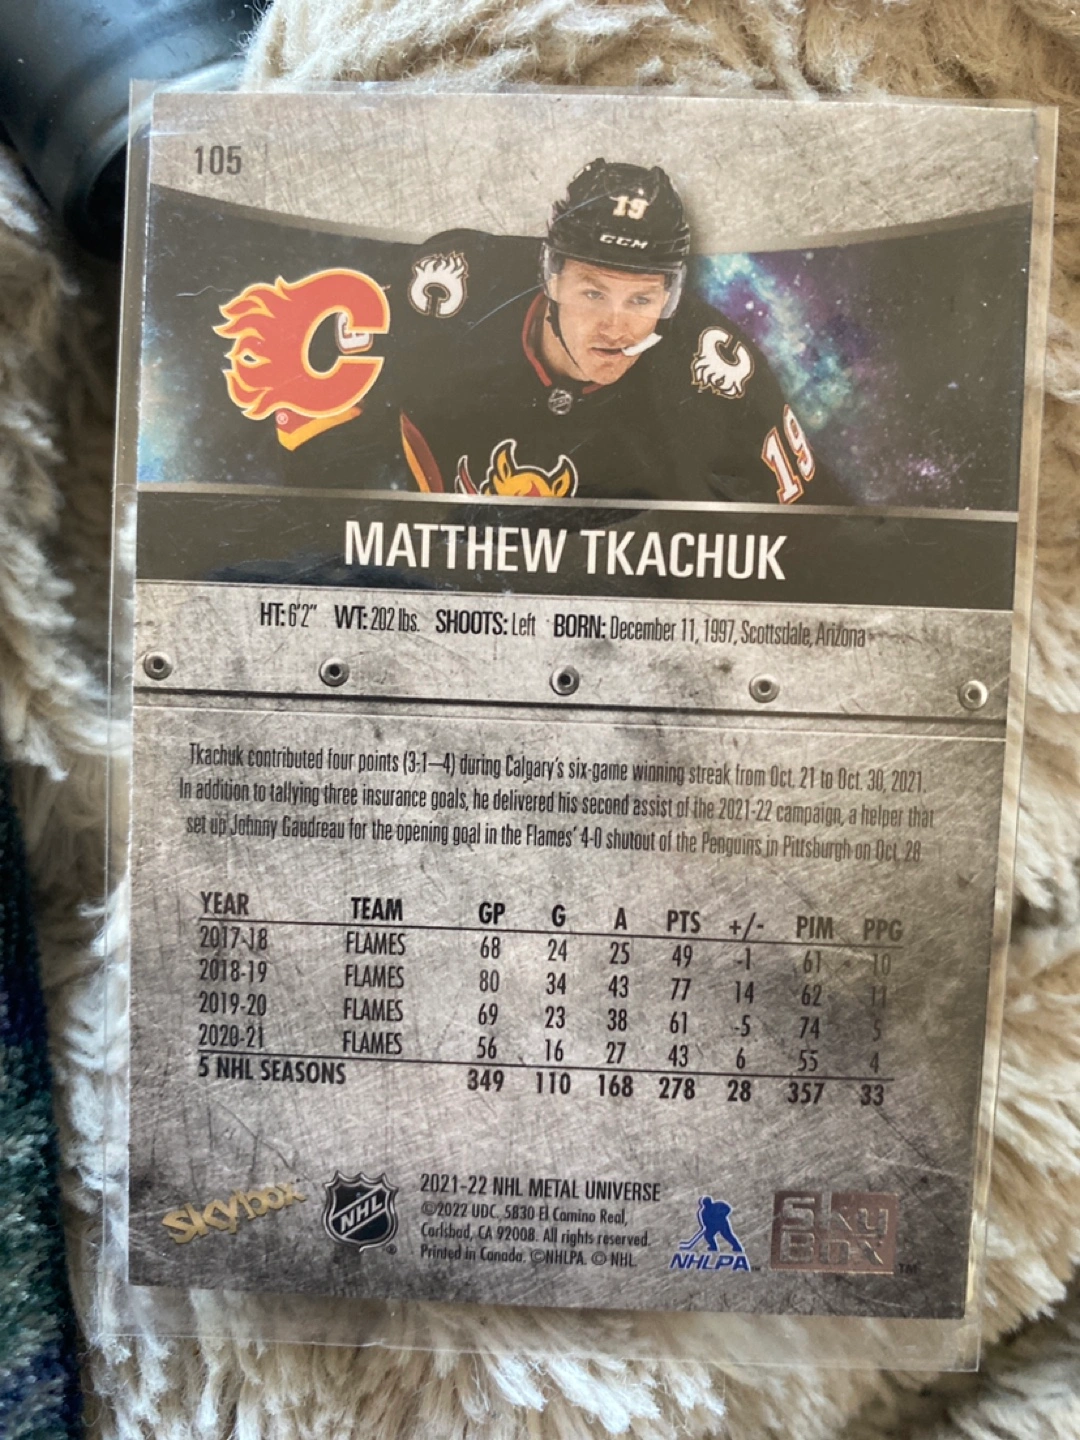 105
19
CCM
19
MATTHEW TKACHUK
HT: 6'2" WT: 202 lbs. SHOOTS: Left BORN: December 11, 1997, Scottsdale, Arizona
Tkachuk contributed four points (3-1—4) during Calgary's six-game winning streak from Oct. 21 to Oct. 30, 2021.
In addition to tallying three insurance goals, he delivered his second assist of the 2021-22 campaign, a helper that
set up Johnny Gaudreau for the opening goal in the Flames' 4-0 shutout of the Penguins in Pittsburgh on Oct. 28.
YEAR TEAM GP G A PTS +/- PIM PPG
2017-18 FLAMES 68 24 25 49 -1 61 10
2018-19 FLAMES 80 34 43 77 14 62 11
2019-20 FLAMES 69 23 38 61 -5 74 5
2020-21 FLAMES 56 16 27 43 6 55 4
5 NHL SEASONS 349 110 168 278 28 357 33
skybox
NHL
®
2021-22 NHL METAL UNIVERSE
©2022 UDC. 5830 El Camino Real,
Carlsbad, CA 92008. All rights reserved.
Printed in Canada. ©NHLPA. © NHL.
NHLPA™
SKY
BOX™